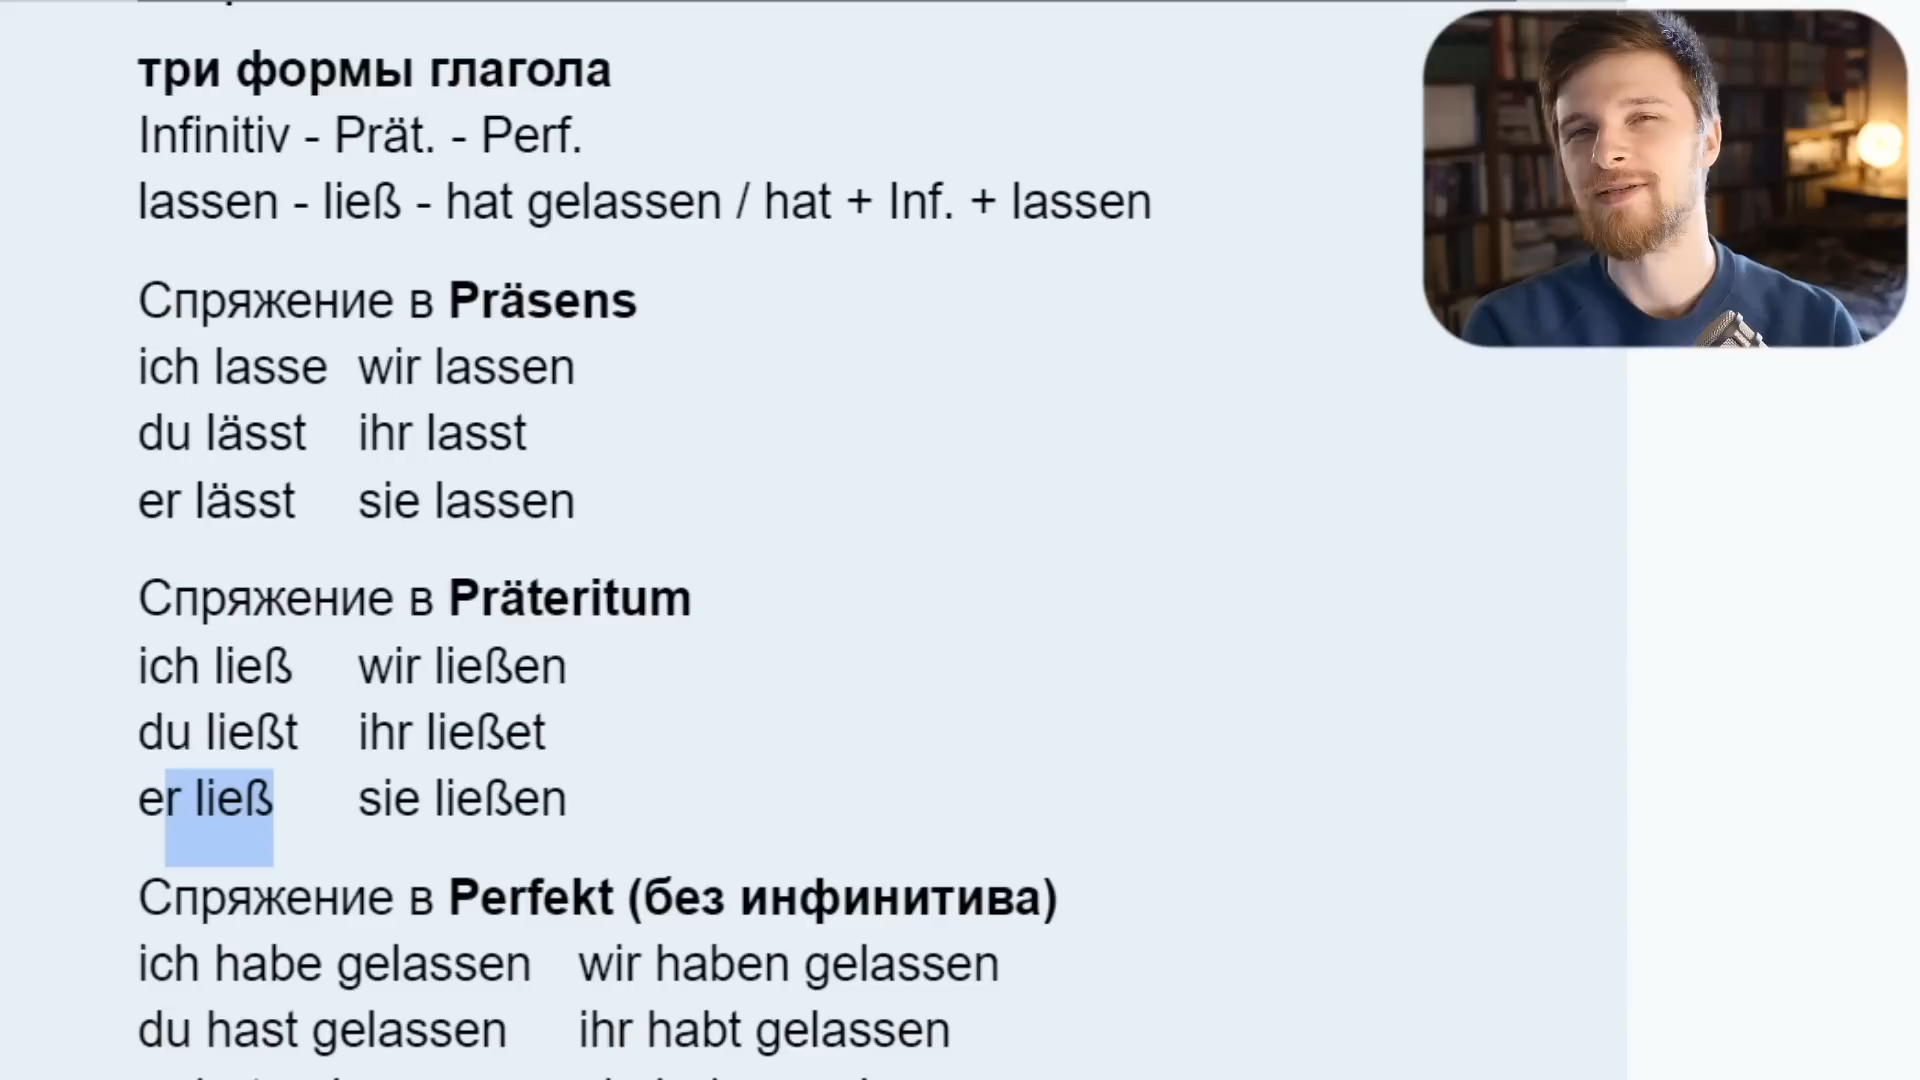 три формы глагола
Infinitiv - Prät. - Perf.
lassen - ließ - hat gelassen / hat + Inf. + lassen
Спряжение в Präsens
ich lasse wir lassen
du lässt ihr lasst
er lässt sie lassen
Спряжение в Präteritum
ich ließ wir ließen
du ließt ihr ließet
er ließ sie ließen
Спряжение в Perfekt (без инфинитива)
ich habe gelassen wir haben gelassen
du hast gelassen ihr habt gelassen